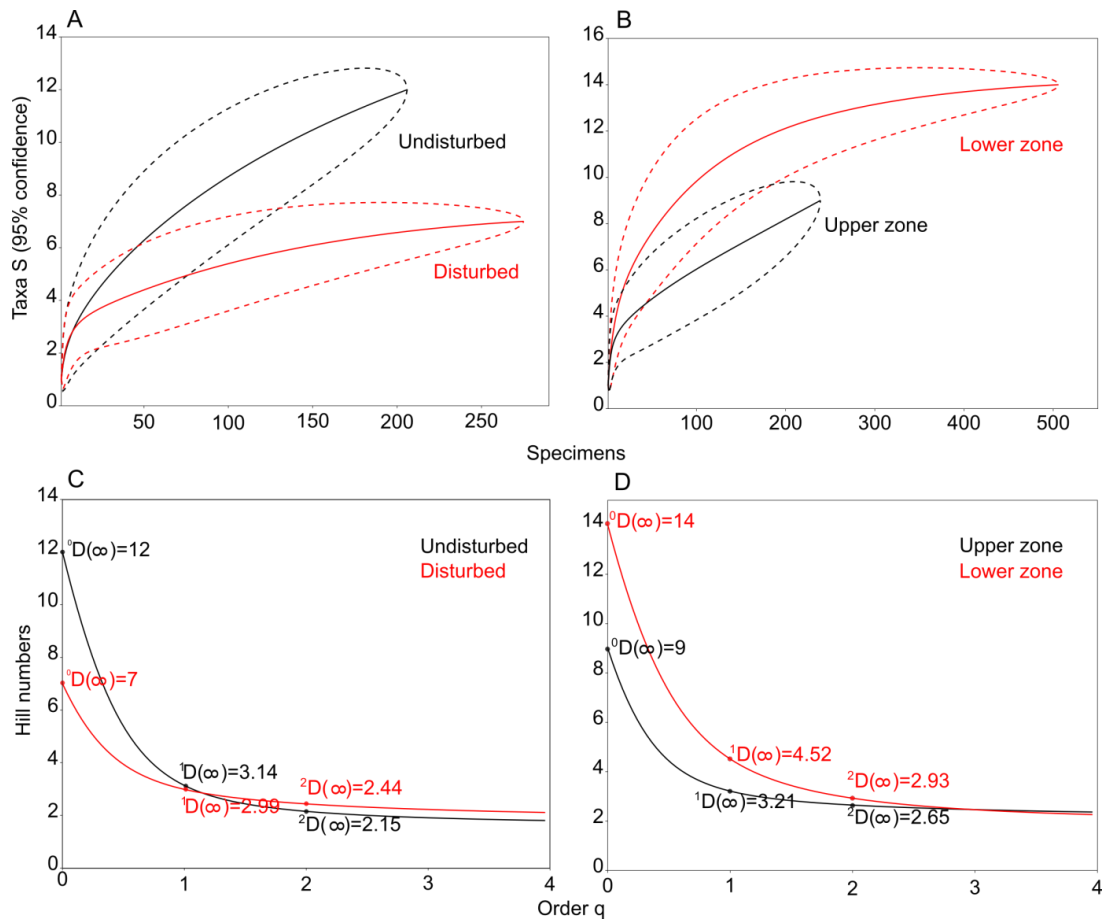 A
B
Taxa S (95% confidence)
14
12
10
8
6
4
2
0
50
100
150
200
250
Undisturbed
Disturbed
16
14
12
10
8
6
4
2
0
100
200
300
400
500
Lower zone
Upper zone
Specimens
C
D
Hill numbers
14
12
10
8
6
4
2
0
0
1
2
3
4
⁰D(∞)=12
⁰D(∞)=7
¹D(∞)=3.14
¹D(∞)=2.99
²D(∞)=2.44
²D(∞)=2.15
Undisturbed
Disturbed
14
12
10
8
6
4
2
0
0
1
2
3
4
⁰D(∞)=14
⁰D(∞)=9
¹D(∞)=4.52
¹D(∞)=3.21
²D(∞)=2.93
²D(∞)=2.65
Upper zone
Lower zone
Order q